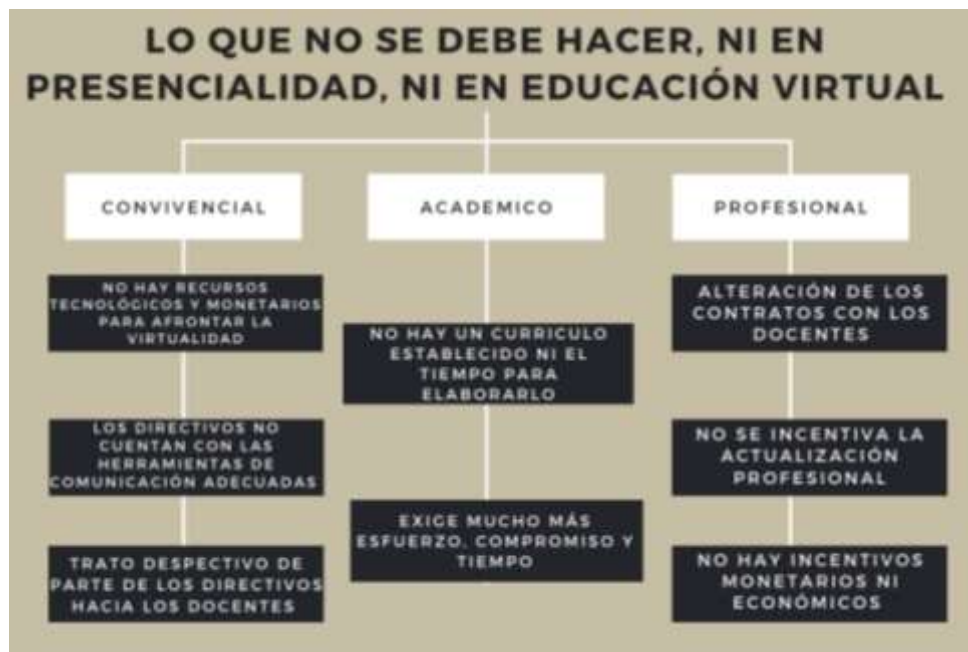 LO QUE NO SE DEBE HACER, NI EN
PRESENCIALIDAD, NI EN EDUCACIÓN VIRTUAL
CONVIVENCIAL
NO HAY RECURSOS
TECNOLÓGICOS Y MONETARIOS
PARA AFRONTAR LA
VIRTUALIDAD
LOS DIRECTIVOS NO
CUENTAN CON LAS
HERRAMIENTAS DE
COMUNICACIÓN ADECUADAS
TRATO DESPECTIVO DE
PARTE DE LOS DIRECTIVOS
HACIA LOS DOCENTES
ACADEMICO
NO HAY UN CURRICULO
ESTABLECIDO NI EL
TIEMPO PARA
ELABORARLO
EXIGE MUCHO MÁS
ESFUERZO, COMPROMISO Y
TIEMPO
PROFESIONAL
ALTERACIÓN DE LOS
CONTRATOS CON LOS
DOCENTES
NO SE INCENTIVA LA
ACTUALIZACIÓN
PROFESIONAL
NO HAY INCENTIVOS
MONETARIOS NI
ECONÓMICOS